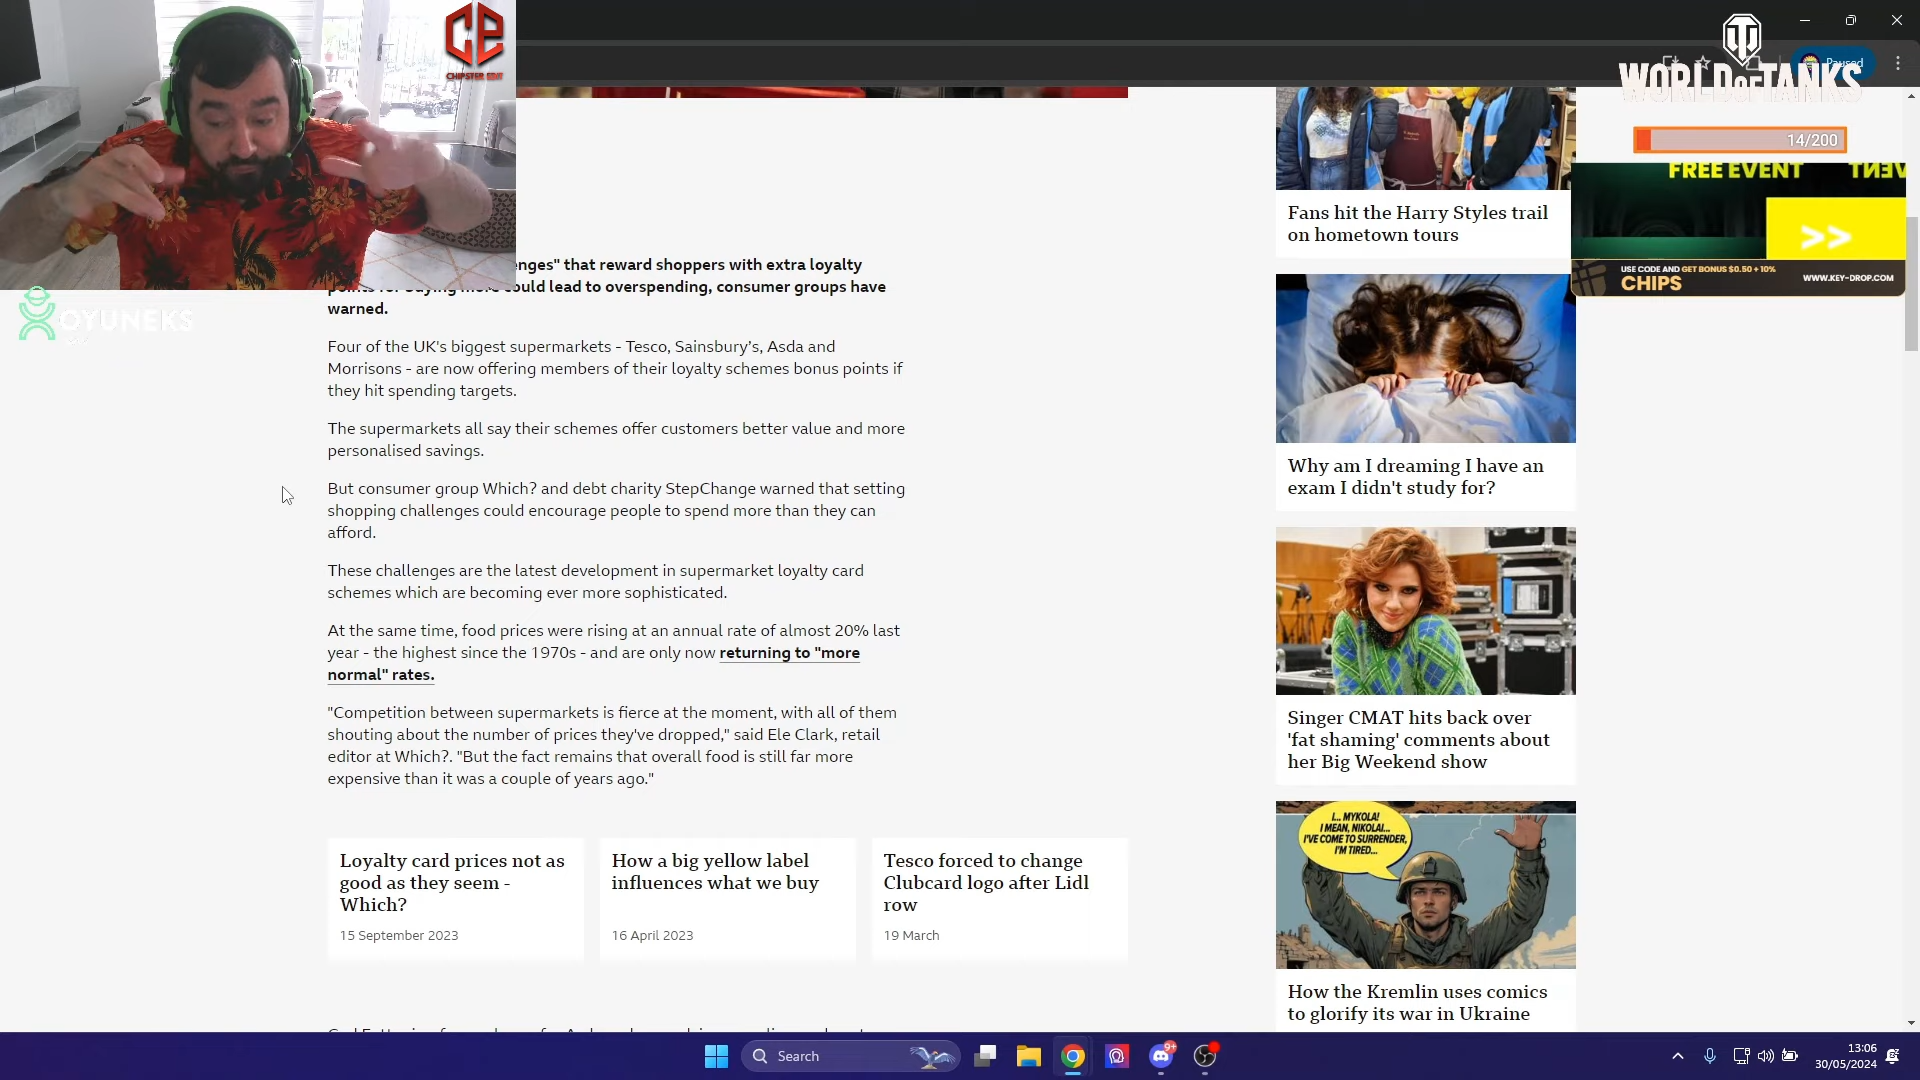 CE
CHIPSTER EDIT
Paused
WORLD OF TANKS
14/200
FREE EVENT
>>
USE CODE AND GET BONUS $0.50 + 10%
CHIPS
WWW.KEY-DROP.COM
OYUNEKS
enges" that reward shoppers with extra loyalty
could lead to overspending, consumer groups have
warned.
Four of the UK's biggest supermarkets - Tesco, Sainsbury's, Asda and
Morrisons - are now offering members of their loyalty schemes bonus points if
they hit spending targets.
The supermarkets all say their schemes offer customers better value and more
personalised savings.
But consumer group Which? and debt charity StepChange warned that setting
shopping challenges could encourage people to spend more than they can
afford.
These challenges are the latest development in supermarket loyalty card
schemes which are becoming ever more sophisticated.
At the same time, food prices were rising at an annual rate of almost 20% last
year - the highest since the 1970s - and are only now returning to "more
normal" rates.
"Competition between supermarkets is fierce at the moment, with all of them
shouting about the number of prices they've dropped," said Ele Clark, retail
editor at Which?. "But the fact remains that overall food is still far more
expensive than it was a couple of years ago."
Loyalty card prices not as
good as they seem -
Which?
15 September 2023
How a big yellow label
influences what we buy
16 April 2023
Tesco forced to change
Clubcard logo after Lidl
row
19 March
Fans hit the Harry Styles trail
on hometown tours
Why am I dreaming I have an
exam I didn't study for?
Singer CMAT hits back over
'fat shaming' comments about
her Big Weekend show
I... MYKOLA!
I MEAN, NIKOLAI...
I'VE COME TO SURRENDER,
I'M TIRED...
How the Kremlin uses comics
to glorify its war in Ukraine
Search
9+
13:06
30/05/2024